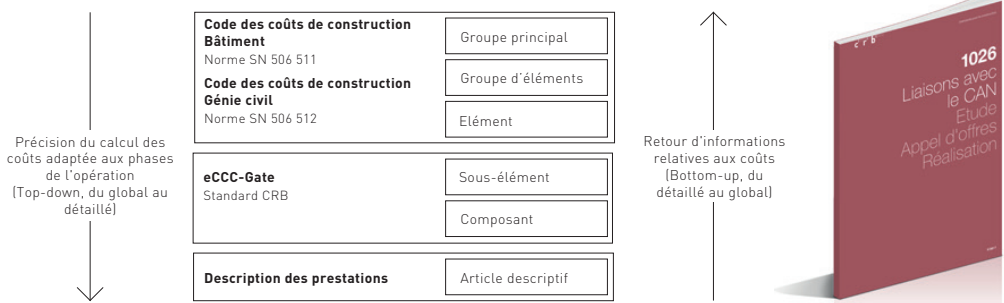 Précision du calcul des
coûts adaptée aux phases
de l'opération
(Top-down, du global au
détaillé)
Code des coûts de construction
Bâtiment
Norme SN 506 511
Code des coûts de construction
Génie civil
Norme SN 506 512
Groupe principal
Groupe d'éléments
Elément
eCCC-Gate
Standard CRB
Sous-élément
Composant
Description des prestations
Article descriptif
Retour d'informations
relatives aux coûts
(Bottom-up, du
détaillé au global)
crb
1026
Liaisons avec
le CAN
Etude
Appel d'offres
Réalisation